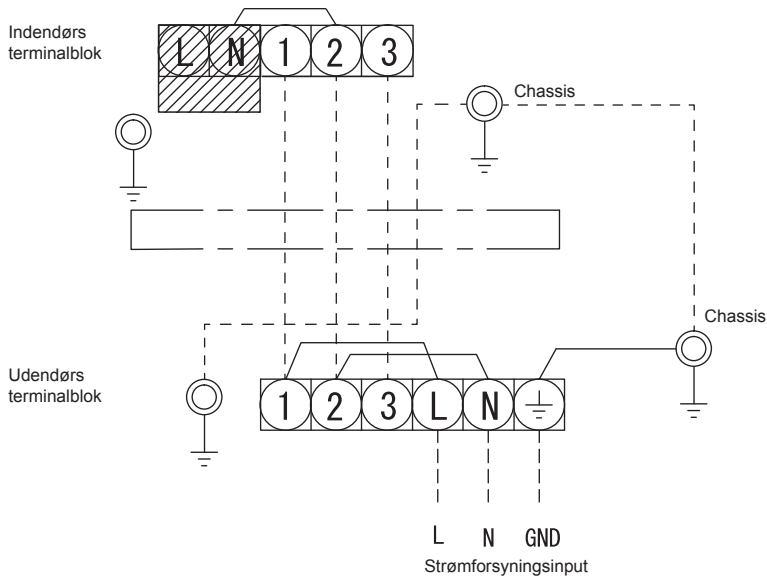 Indendørs
terminalblok
L N 1 2 3
Chassis
Chassis
Udendørs
terminalblok
1 2 3 L N
L N GND
Strømforsyningsinput